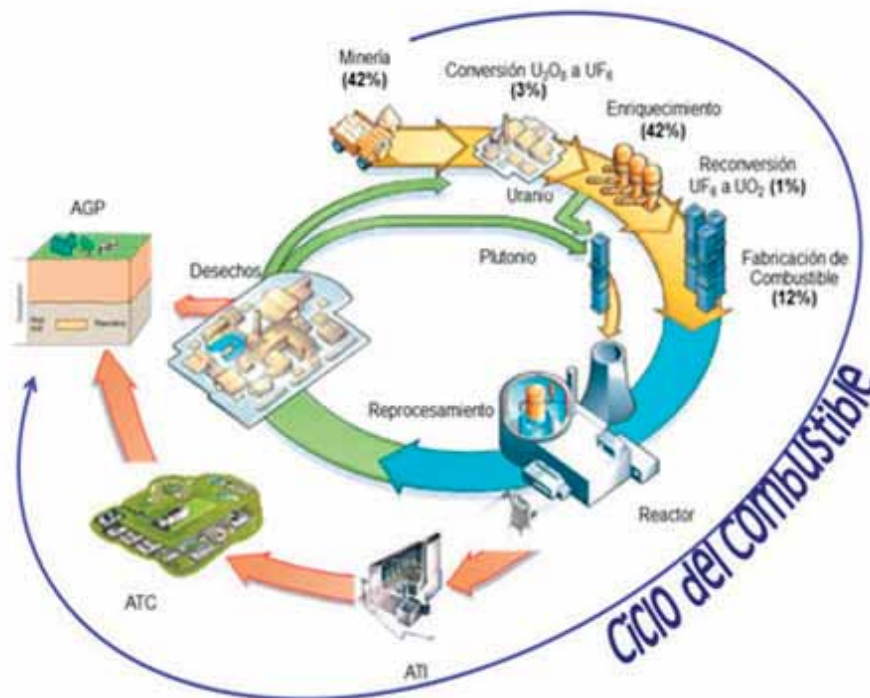 Minería
(42%)
Conversión U₃O₈ a UF₆
(3%)
Enriquecimiento
(42%)
Reconversión
UF₆ a UO₂ (1%)
Uranio
AGP
Plutonio
Desechos
Fabricación de
Combustible
(12%)
Reprocesamiento
Reactor
ATC
ATI
Ciclo del combustible